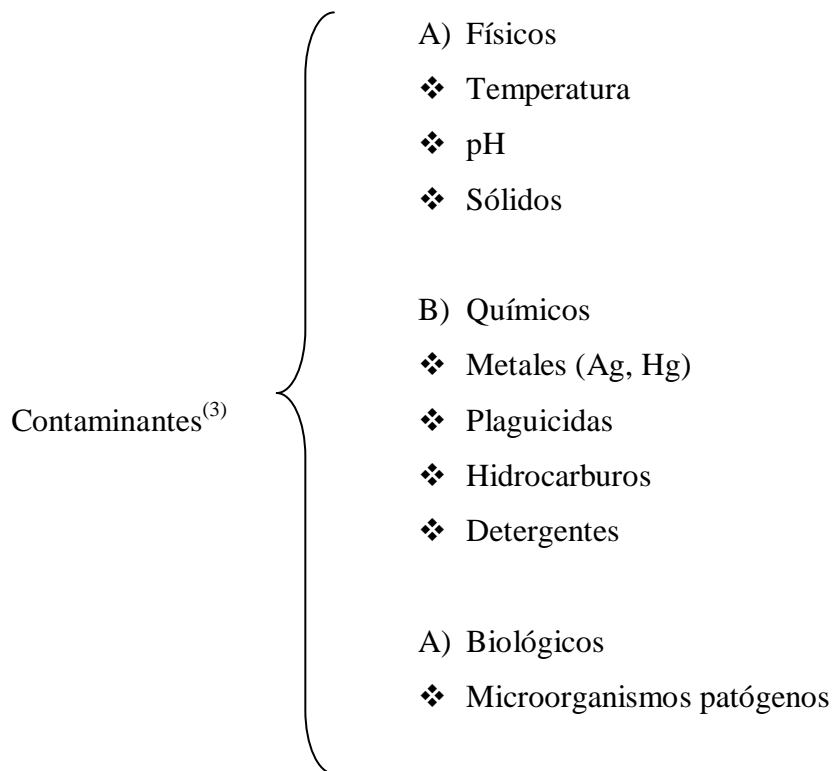 A) Físicos
❖ Temperatura
❖ pH
❖ Sólidos
B) Químicos
❖ Metales (Ag, Hg)
Contaminantes(3)
❖ Plaguicidas
❖ Hidrocarburos
❖ Detergentes
A) Biológicos
❖ Microorganismos patógenos